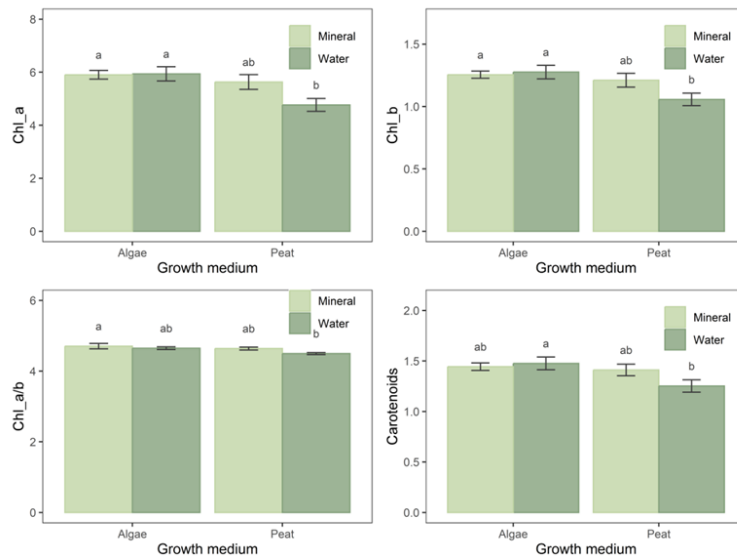 8
6
4
2
0
Chl_a
a
a
ab
b
Mineral
Water
Algae
Peat
Growth medium
1.5
1.0
0.5
0.0
Chl_b
a
a
ab
b
Mineral
Water
Algae
Peat
Growth medium
6
4
2
0
Chl_a/b
a
ab
ab
b
Mineral
Water
Algae
Peat
Growth medium
2.0
1.5
1.0
0.5
0.0
Carotenoids
ab
a
ab
b
Mineral
Water
Algae
Peat
Growth medium